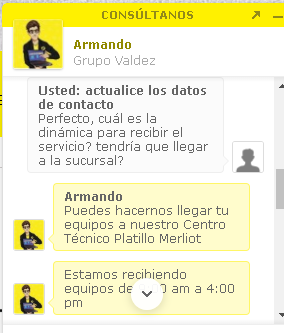 CONSÚLTANOS
Armando
Grupo Valdez
Usted: actualice los datos
de contacto
Perfecto, cuál es la
dinámica para recibir el
servicio? tendría que llegar
a la sucursal?
Armando
Puedes hacernos llegar tu
equipos a nuestro Centro
Técnico Platillo Merliot
Estamos recibiendo
equipos de 0 am a 4:00
pm